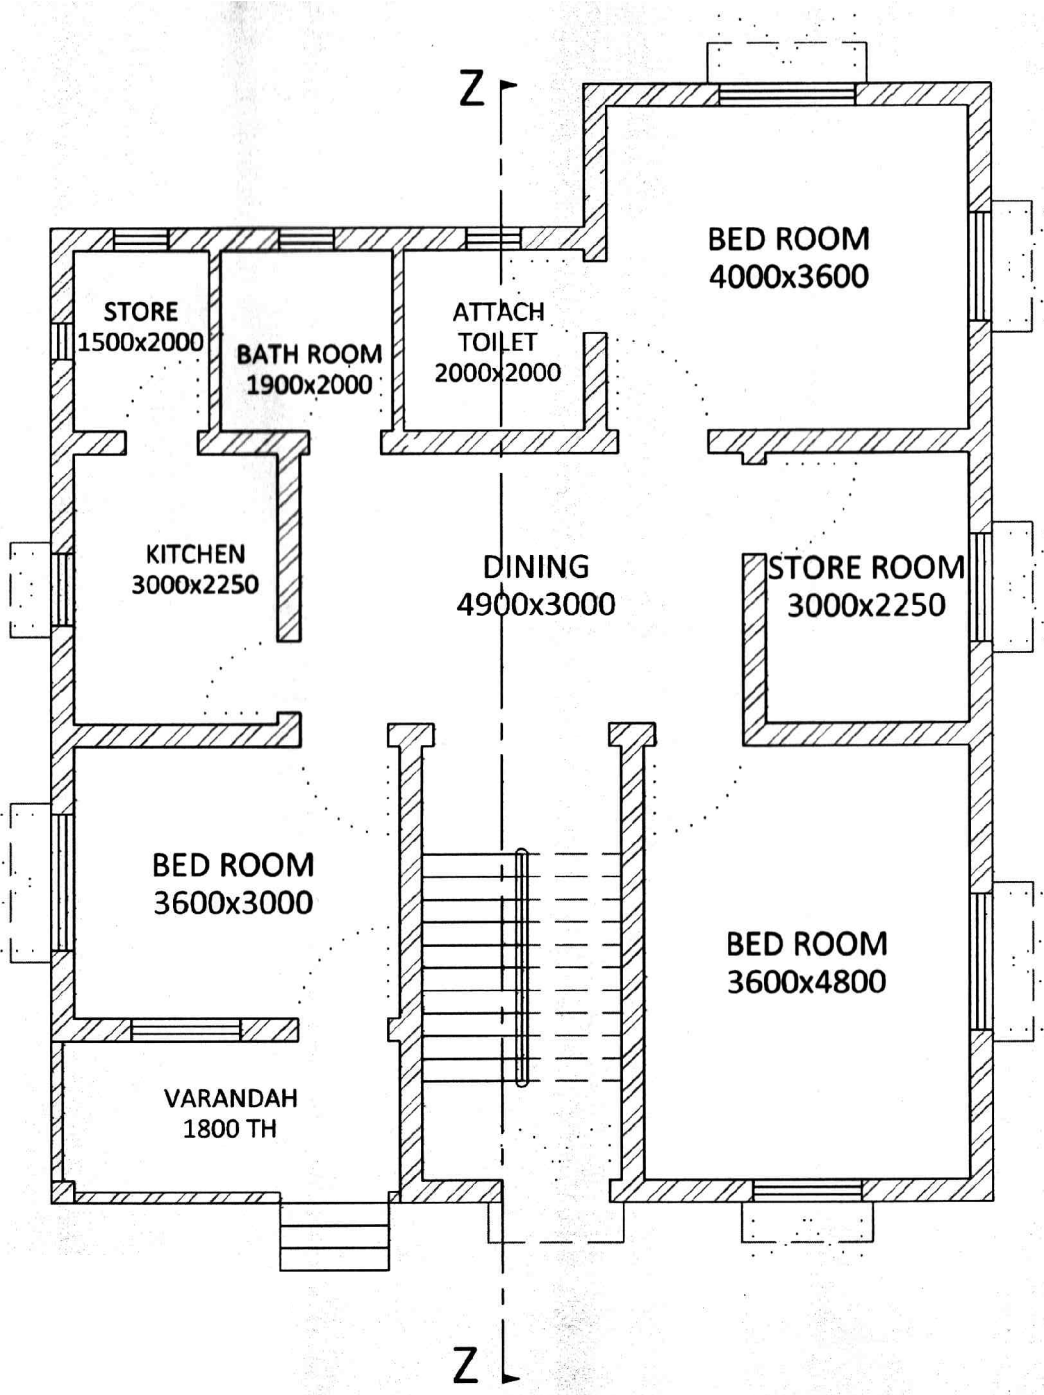 Z
BED ROOM
4000x3600
STORE
1500x2000
BATH ROOM
1900x2000
ATTACH
TOILET
2000x2000
KITCHEN
3000x2250
DINING
4900x3000
STORE ROOM
3000x2250
BED ROOM
3600x3000
BED ROOM
3600x4800
VARANDAH
1800 TH
Z